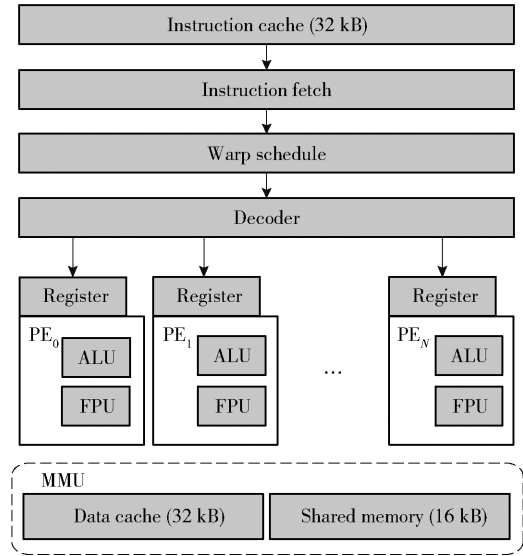 Instruction cache (32 kB)
Instruction fetch
Warp schedule
Decoder
Register Register Register
PE0 PE1 PEN
ALU ALU ALU
...
FPU FPU FPU
MMU
Data cache (32 kB) Shared memory (16 kB)